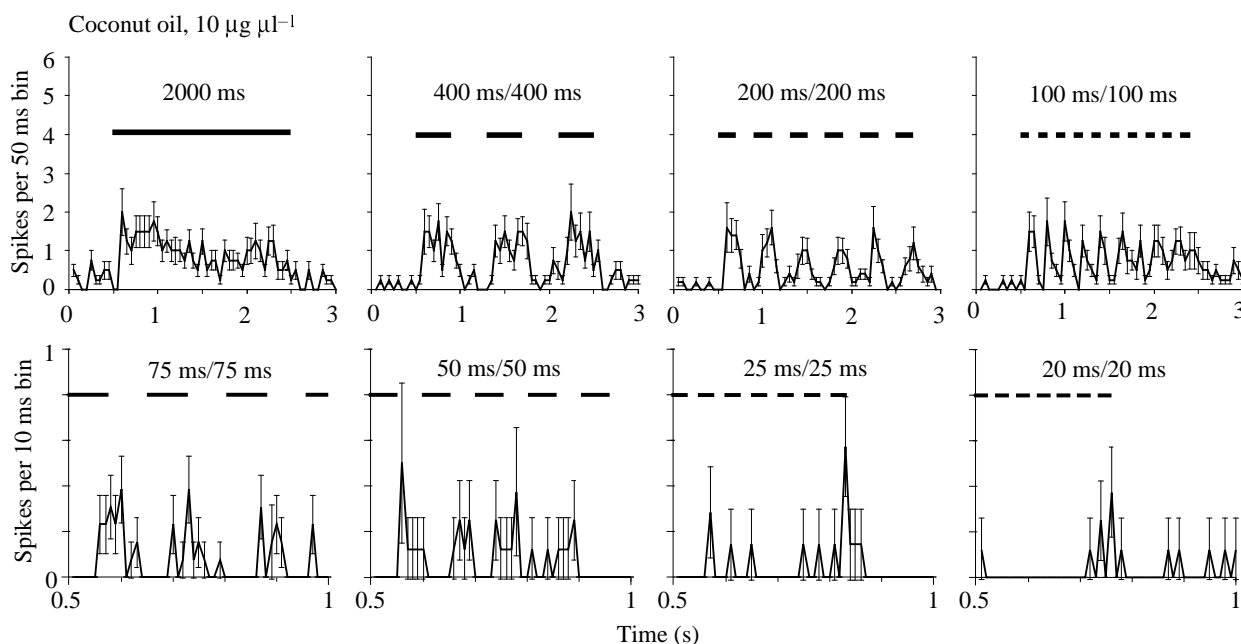 Coconut oil, 10 µg µl⁻¹
Spikes per 50 ms bin
6
5
4
3
2
1
0
2000 ms
400 ms/400 ms
200 ms/200 ms
100 ms/100 ms
0 1 2 3
0 1 2 3
0 1 2 3
0 1 2 3
Spikes per 10 ms bin
1
0
75 ms/75 ms
50 ms/50 ms
25 ms/25 ms
20 ms/20 ms
0.5 1
0.5 1
0.5 1
0.5 1
Time (s)